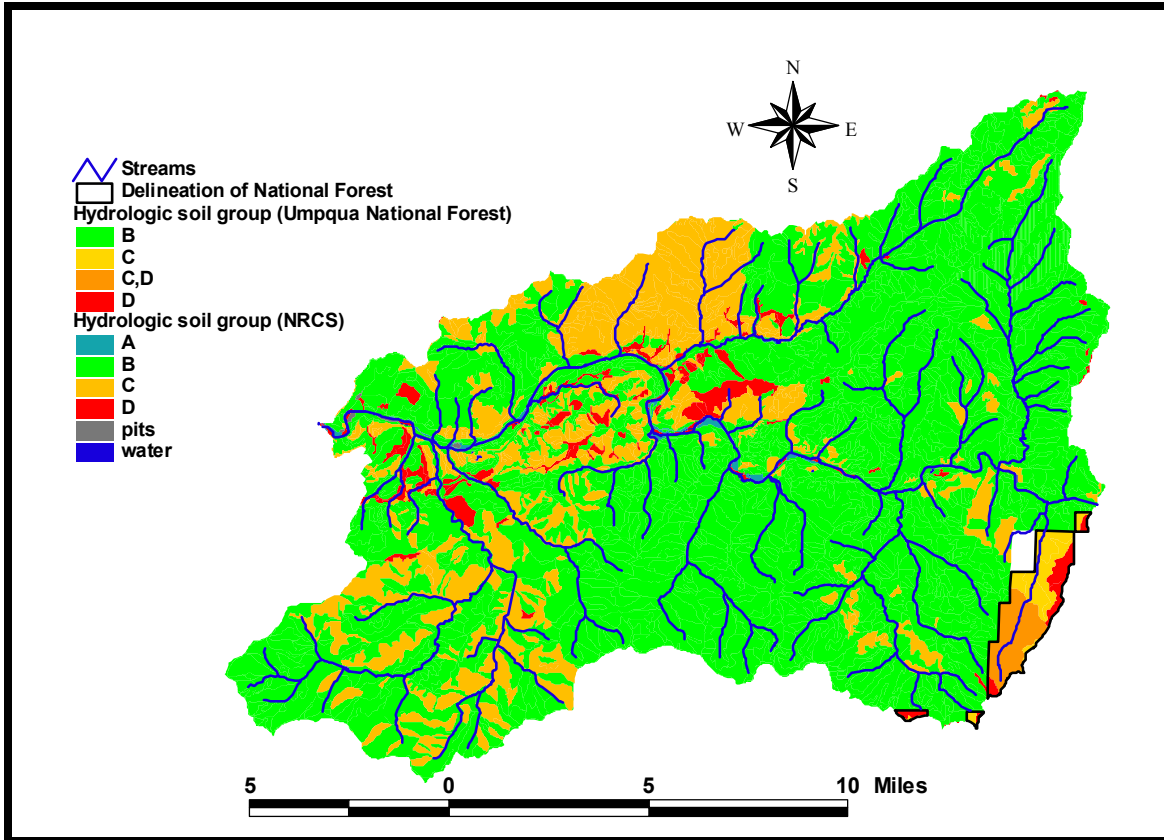 N
W E
S
Streams
Delineation of National Forest
Hydrologic soil group (Umpqua National Forest)
B
C
C,D
D
Hydrologic soil group (NRCS)
A
B
C
D
pits
water
5 0 5 10 Miles